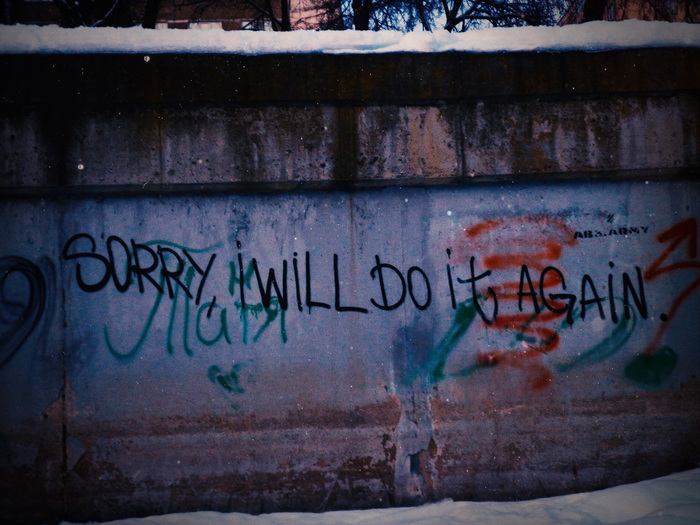 ABS.ARMY
SORRY, i WiLL DO it AGAiN.